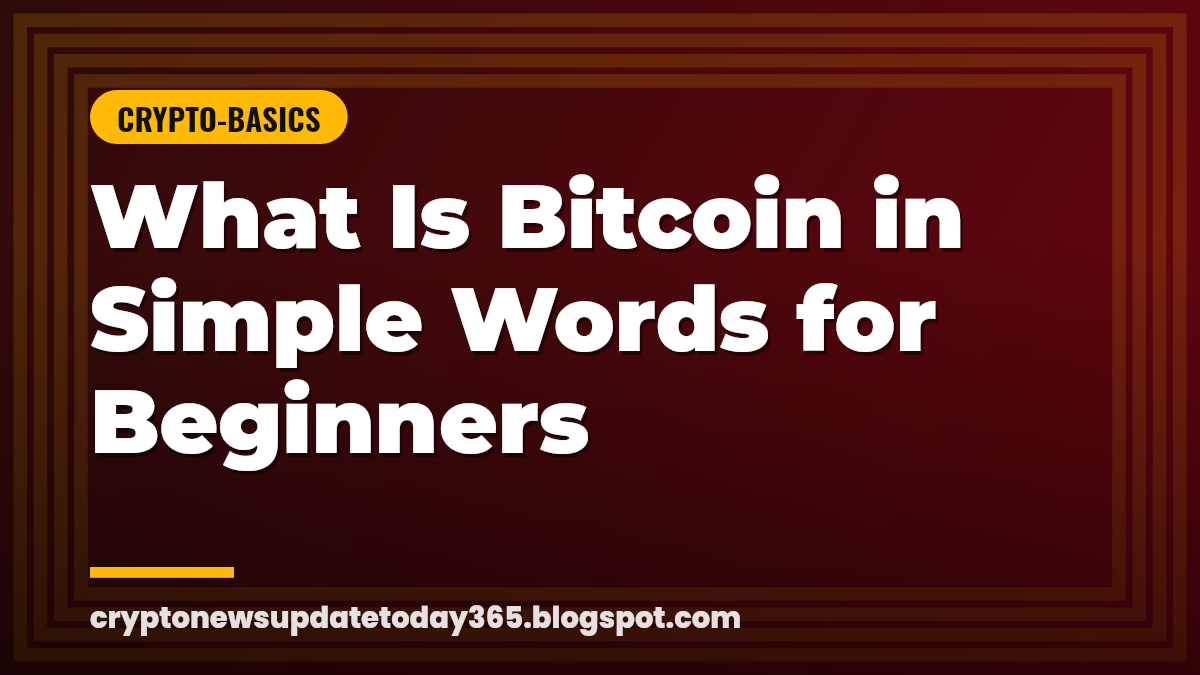 CRYPTO-BASICS
What Is Bitcoin in
Simple Words for
Beginners
cryptonewsupdatetoday365.blogspot.com